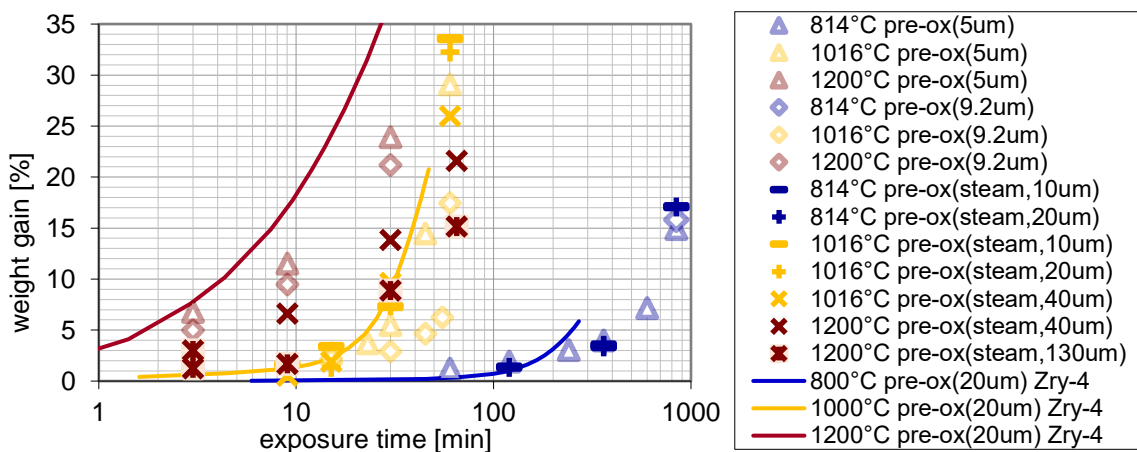 35
30
25
20
15
10
5
0
weight gain [%]
1
10
100
1000
exposure time [min]
814°C pre-ox(5um)
1016°C pre-ox(5um)
1200°C pre-ox(5um)
814°C pre-ox(9.2um)
1016°C pre-ox(9.2um)
1200°C pre-ox(9.2um)
814°C pre-ox(steam,10um)
814°C pre-ox(steam,20um)
1016°C pre-ox(steam,10um)
1016°C pre-ox(steam,20um)
1016°C pre-ox(steam,40um)
1200°C pre-ox(steam,40um)
1200°C pre-ox(steam,130um)
800°C pre-ox(20um) Zry-4
1000°C pre-ox(20um) Zry-4
1200°C pre-ox(20um) Zry-4